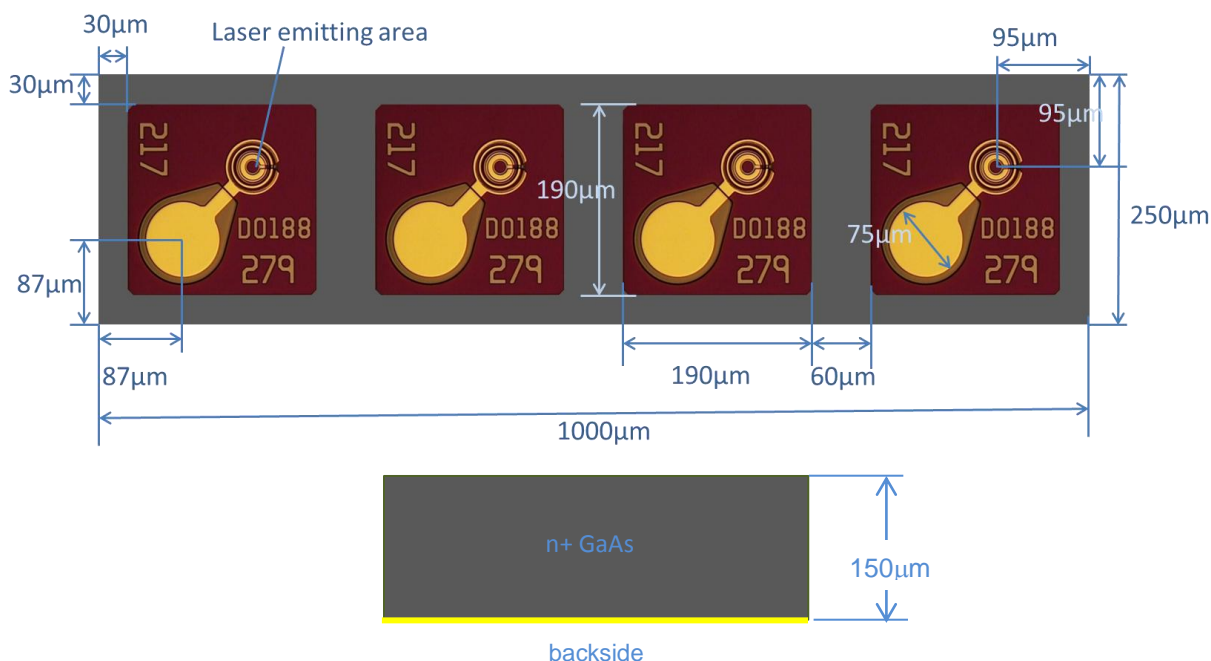 30µm
Laser emitting area
95µm
30µm
95µm
217
217
217
217
190µm
250µm
75µm
D0188
D0188
D0188
D0188
279
279
279
279
87µm
87µm
190µm
60µm
1000µm
n+ GaAs
150µm
backside